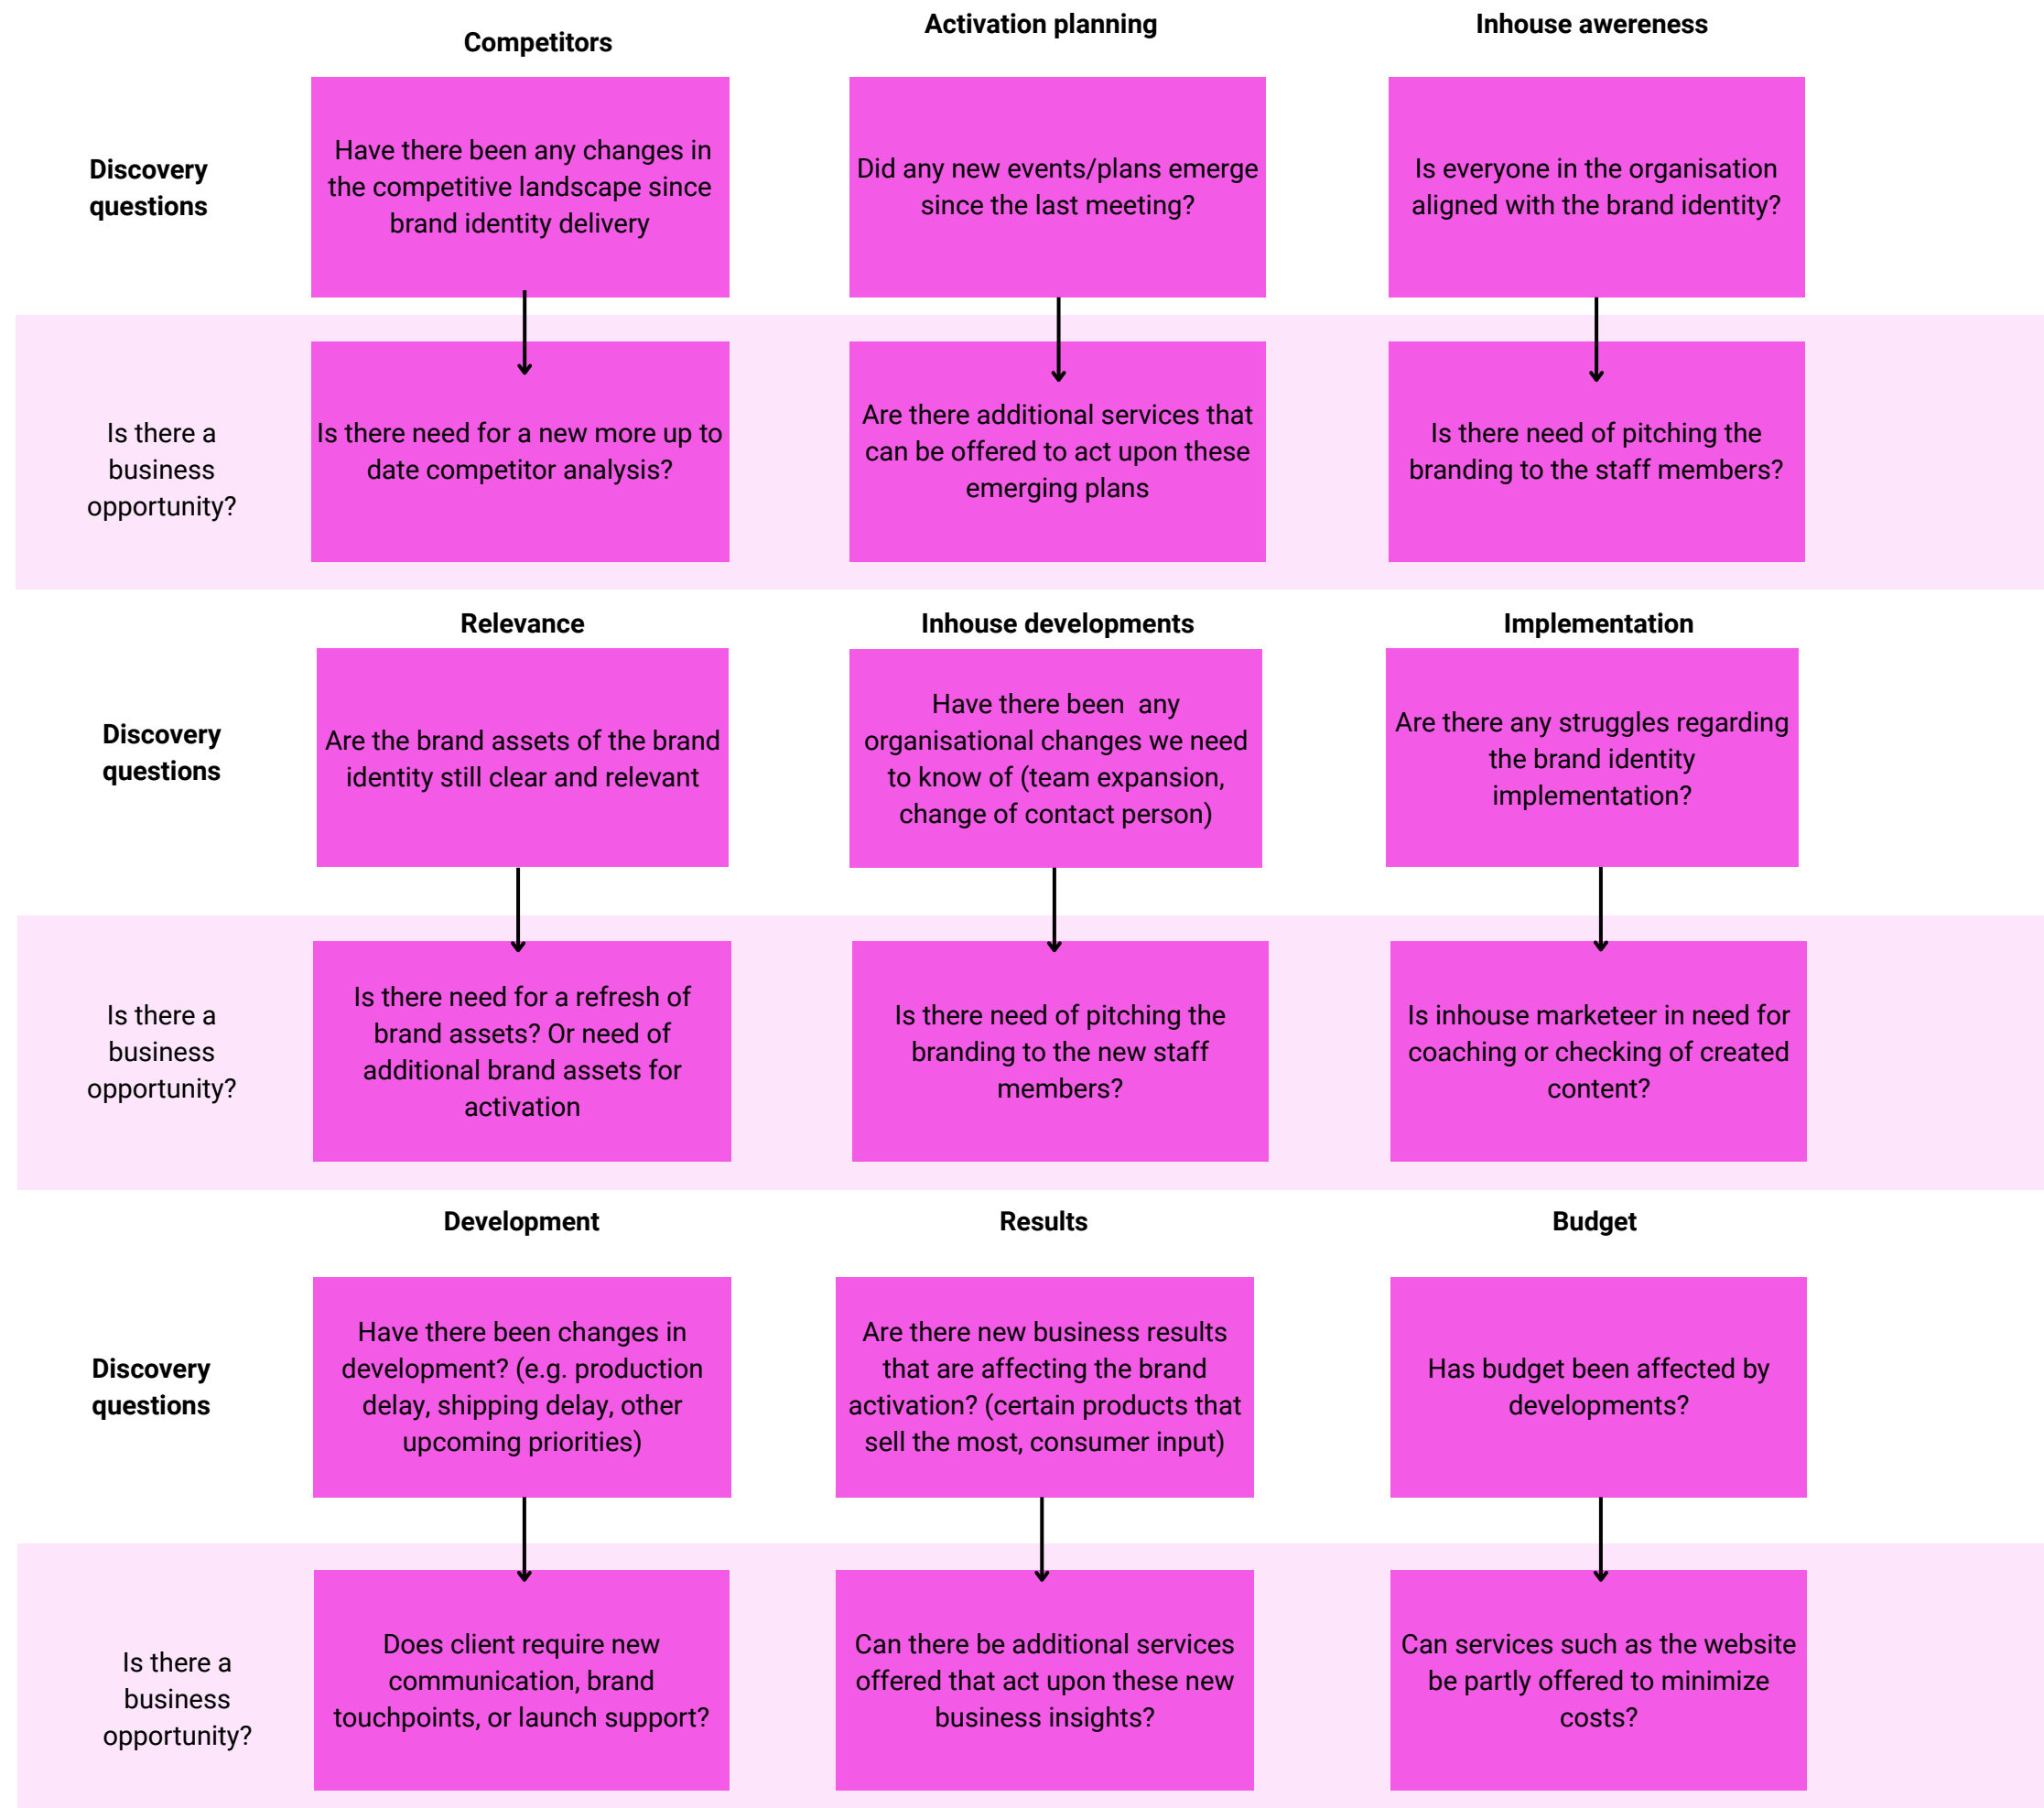 Competitors
Activation planning
Inhouse awereness
Discovery
questions
Have there been any changes in
the competitive landscape since
brand identity delivery
Did any new events/plans emerge
since the last meeting?
Is everyone in the organisation
aligned with the brand identity?
Is there a
business
opportunity?
Is there need for a new more up to
date competitor analysis?
Are there additional services that
can be offered to act upon these
emerging plans
Is there need of pitching the
branding to the staff members?
Relevance
Inhouse developments
Implementation
Discovery
questions
Are the brand assets of the brand
identity still clear and relevant
Have there been  any
organisational changes we need
to know of (team expansion,
change of contact person)
Are there any struggles regarding
the brand identity
implementation?
Is there a
business
opportunity?
Is there need for a refresh of
brand assets? Or need of
additional brand assets for
activation
Is there need of pitching the
branding to the new staff
members?
Is inhouse marketeer in need for
coaching or checking of created
content?
Development
Results
Budget
Discovery
questions
Have there been changes in
development? (e.g. production
delay, shipping delay, other
upcoming priorities)
Are there new business results
that are affecting the brand
activation? (certain products that
sell the most, consumer input)
Has budget been affected by
developments?
Is there a
business
opportunity?
Does client require new
communication, brand
touchpoints, or launch support?
Can there be additional services
offered that act upon these new
business insights?
Can services such as the website
be partly offered to minimize
costs?